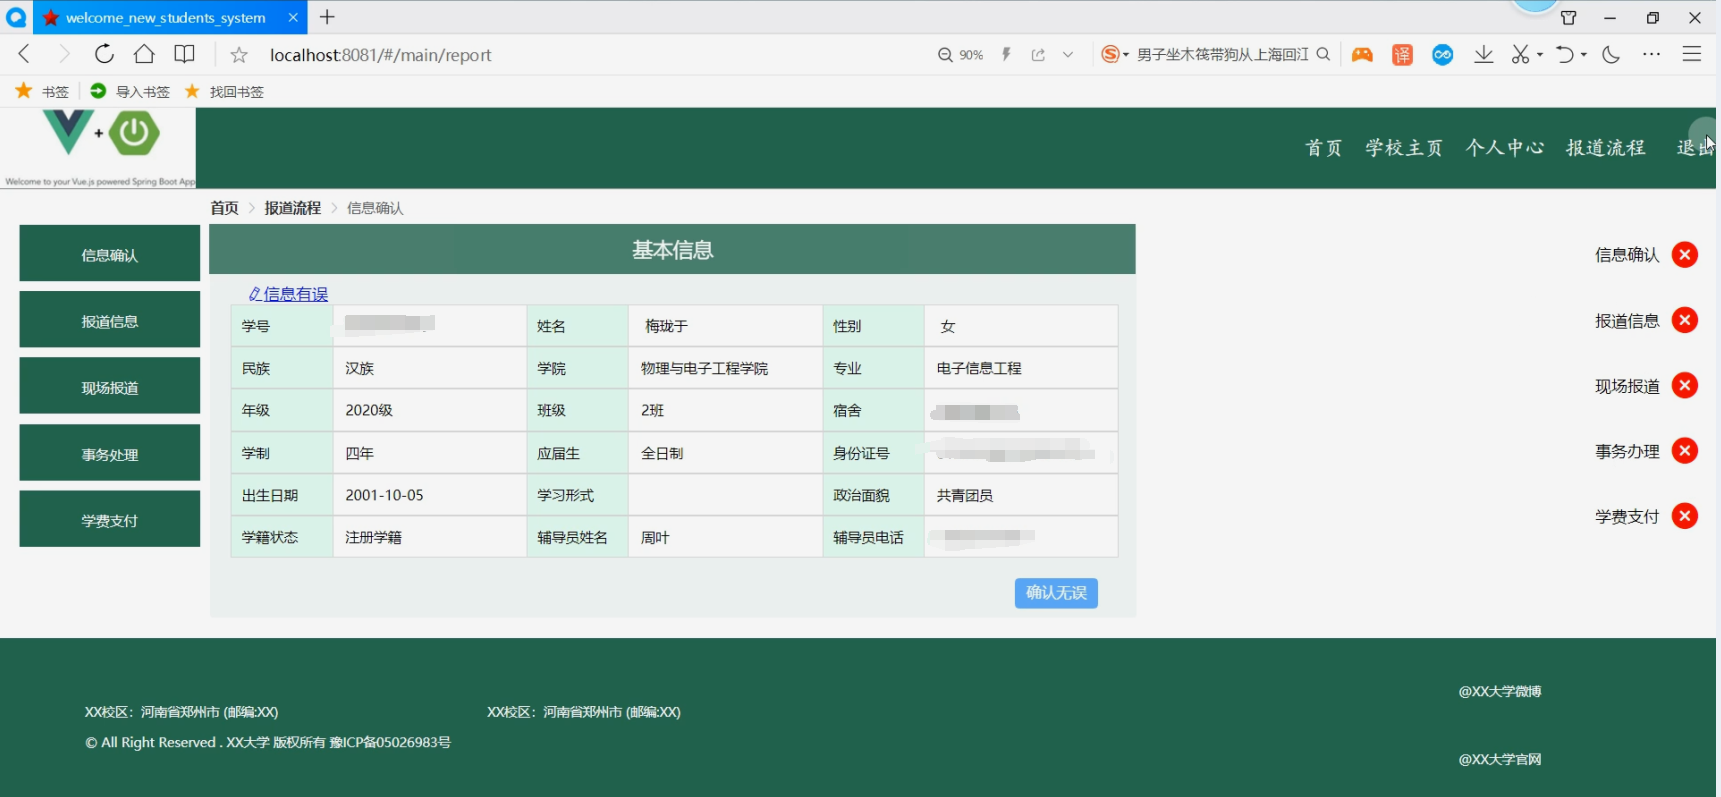 welcome_new_students_system
localhost:8081/#/main/report
90%
男子坐木筏带狗从上海回江
译
书签
导入书签
找回书签
+
Welcome to your Vue.js powered Spring Boot App
首页 学校主页 个人中心 报道流程 退出
首页 > 报道流程 > 信息确认
信息确认
报道信息
现场报道
事务处理
学费支付
基本信息
信息有误
学号 姓名 梅珑于 性别 女
民族 汉族 学院 物理与电子工程学院 专业 电子信息工程
年级 2020级 班级 2班 宿舍
学制 四年 应届生 全日制 身份证号
出生日期 2001-10-05 学习形式 政治面貌 共青团员
学籍状态 注册学籍 辅导员姓名 周叶 辅导员电话
确认无误
信息确认
报道信息
现场报道
事务办理
学费支付
XX校区：河南省郑州市 (邮编:XX)
XX校区：河南省郑州市 (邮编:XX)
© All Right Reserved . XX大学 版权所有 豫ICP备05026983号
@XX大学微博
@XX大学官网